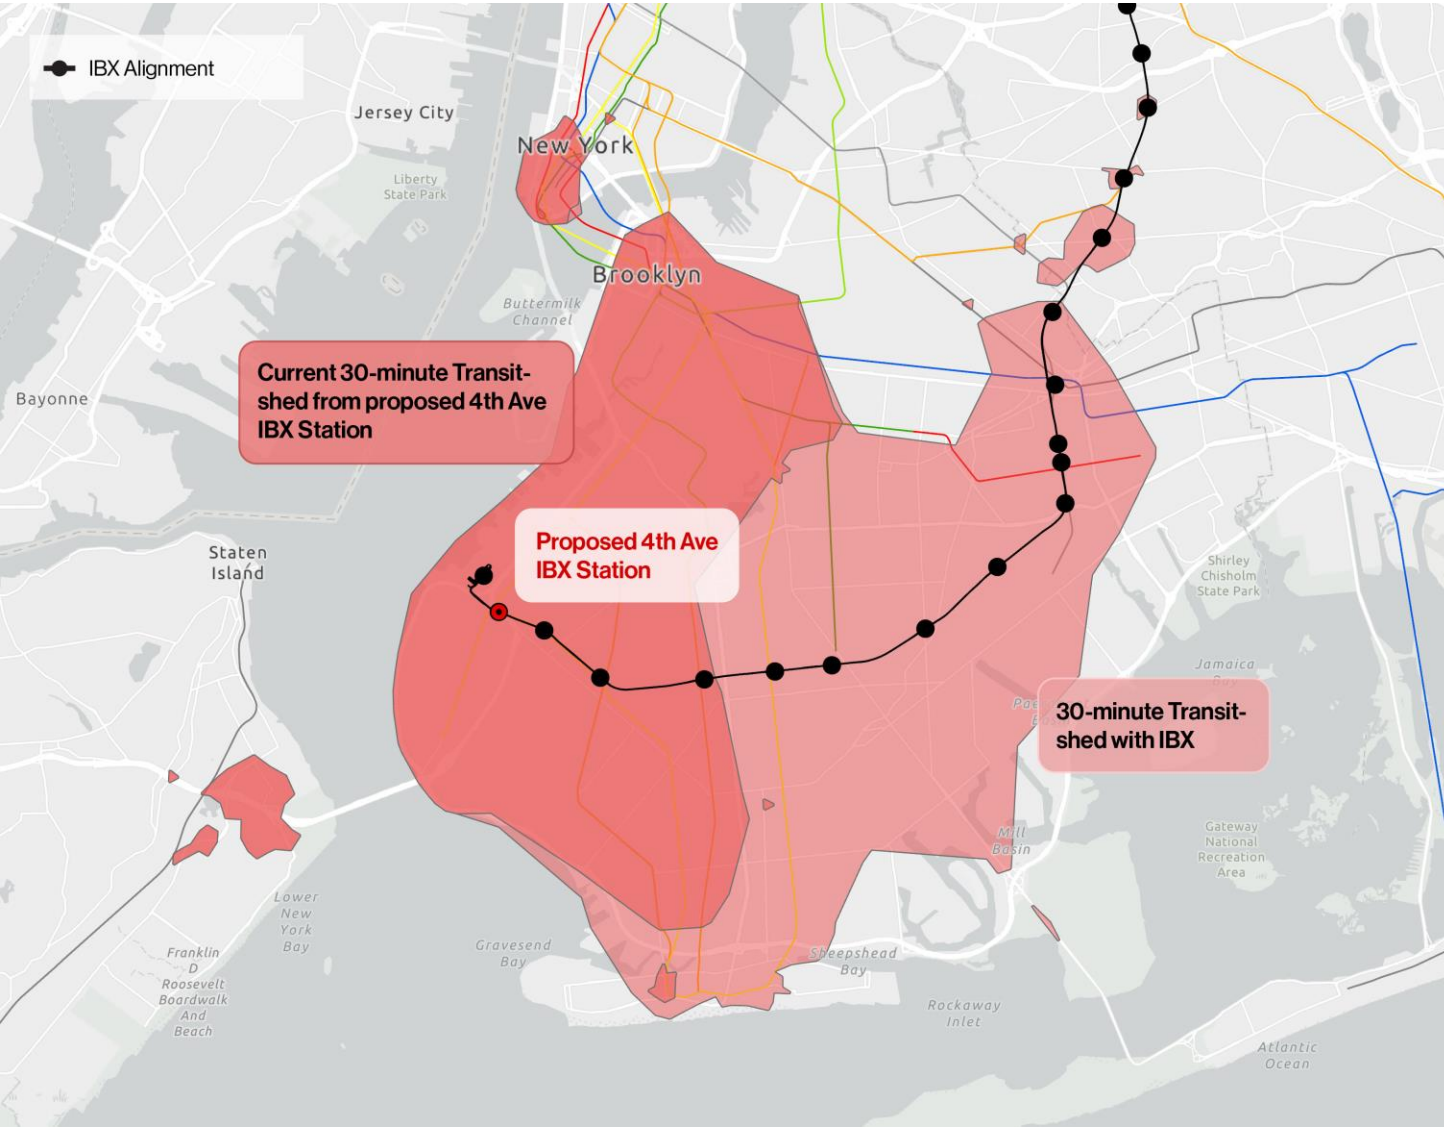 IBX Alignment
Jersey City
New York
Liberty
State Park
Brooklyn
Buttermilk
Channel
Current 30-minute Transit-
shed from proposed 4th Ave
IBX Station
Bayonne
Proposed 4th Ave
IBX Station
Staten
Island
Shirley
Chisholm
State Park
Jamaica
30-minute Transit-
shed with IBX
Mill
Basin
Gateway
National
Recreation
Area
Lower
New
York
Bay
Gravesend
Bay
Sheepshead
Bay
Franklin
D
Roosevelt
Boardwalk
And
Beach
Rockaway
Inlet
Atlantic
Ocean